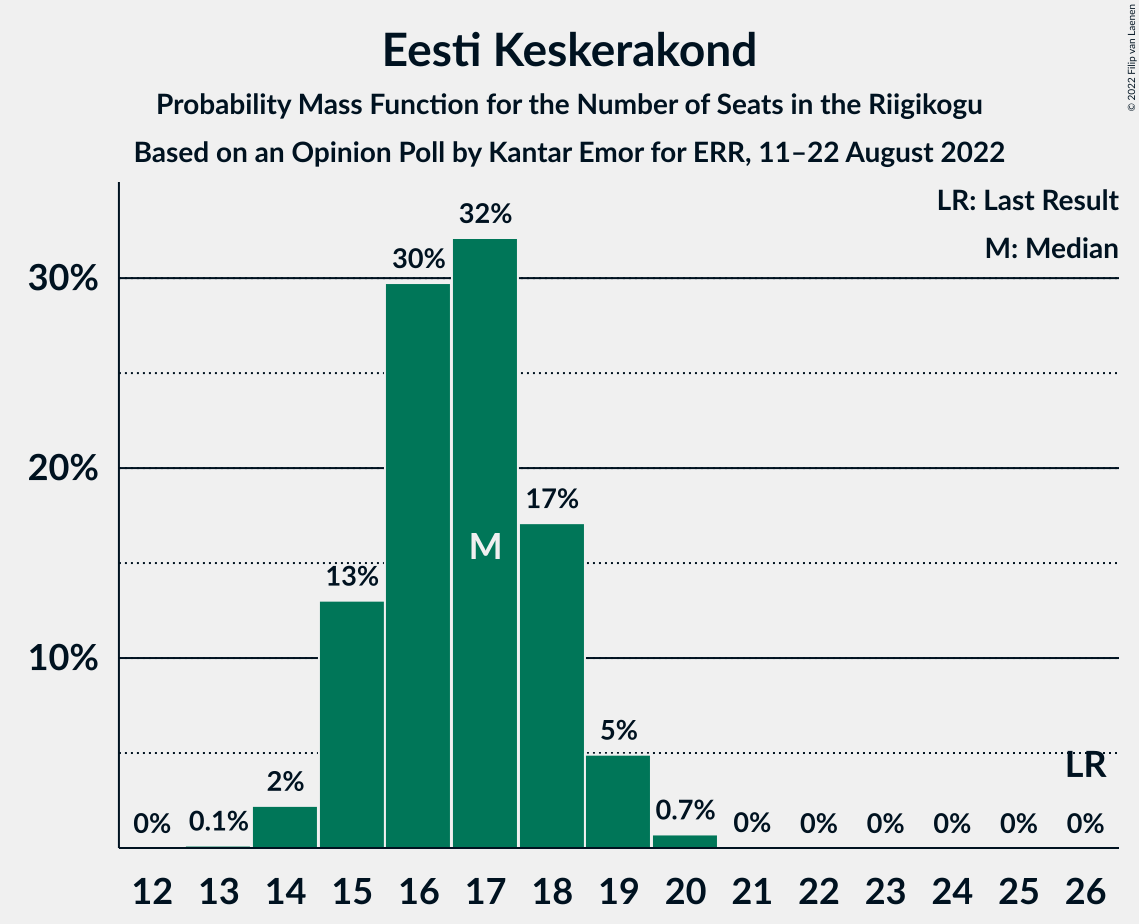 Eesti Keskerakond
Probability Mass Function for the Number of Seats in the Riigikogu
Based on an Opinion Poll by Kantar Emor for ERR, 11–22 August 2022
© 2022 Filip van Laenen
LR: Last Result
M: Median
30%
20%
10%
0%
0.1%
2%
13%
30%
32%
M
17%
5%
0.7%
0%
0%
0%
0%
0%
LR
0%
12 13 14 15 16 17 18 19 20 21 22 23 24 25 26